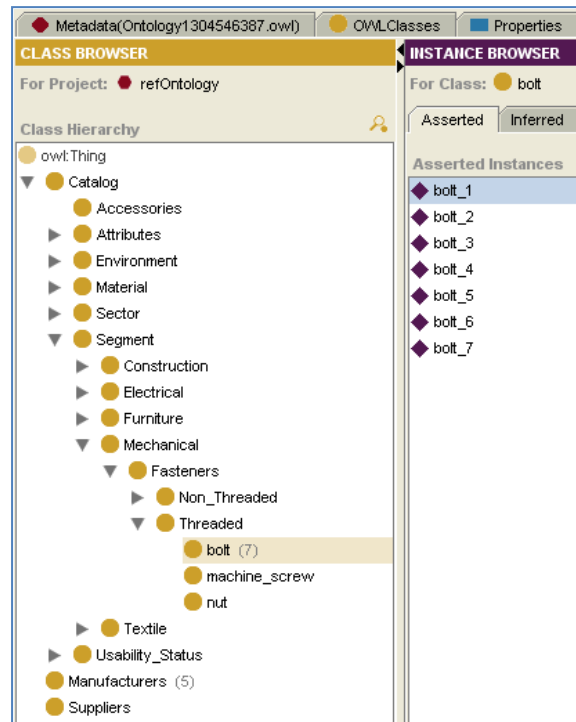 Metadata(Ontology1304546387.owl)
OWLClasses
Properties
CLASS BROWSER
For Project: refOntology
Class Hierarchy
owl:Thing
Catalog
Accessories
Attributes
Environment
Material
Sector
Segment
Construction
Electrical
Furniture
Mechanical
Fasteners
Non_Threaded
Threaded
bolt (7)
machine_screw
nut
Textile
Usability_Status
Manufacturers (5)
Suppliers
INSTANCE BROWSER
For Class: bolt
Asserted
Inferred
Asserted Instances
bolt_1
bolt_2
bolt_3
bolt_4
bolt_5
bolt_6
bolt_7